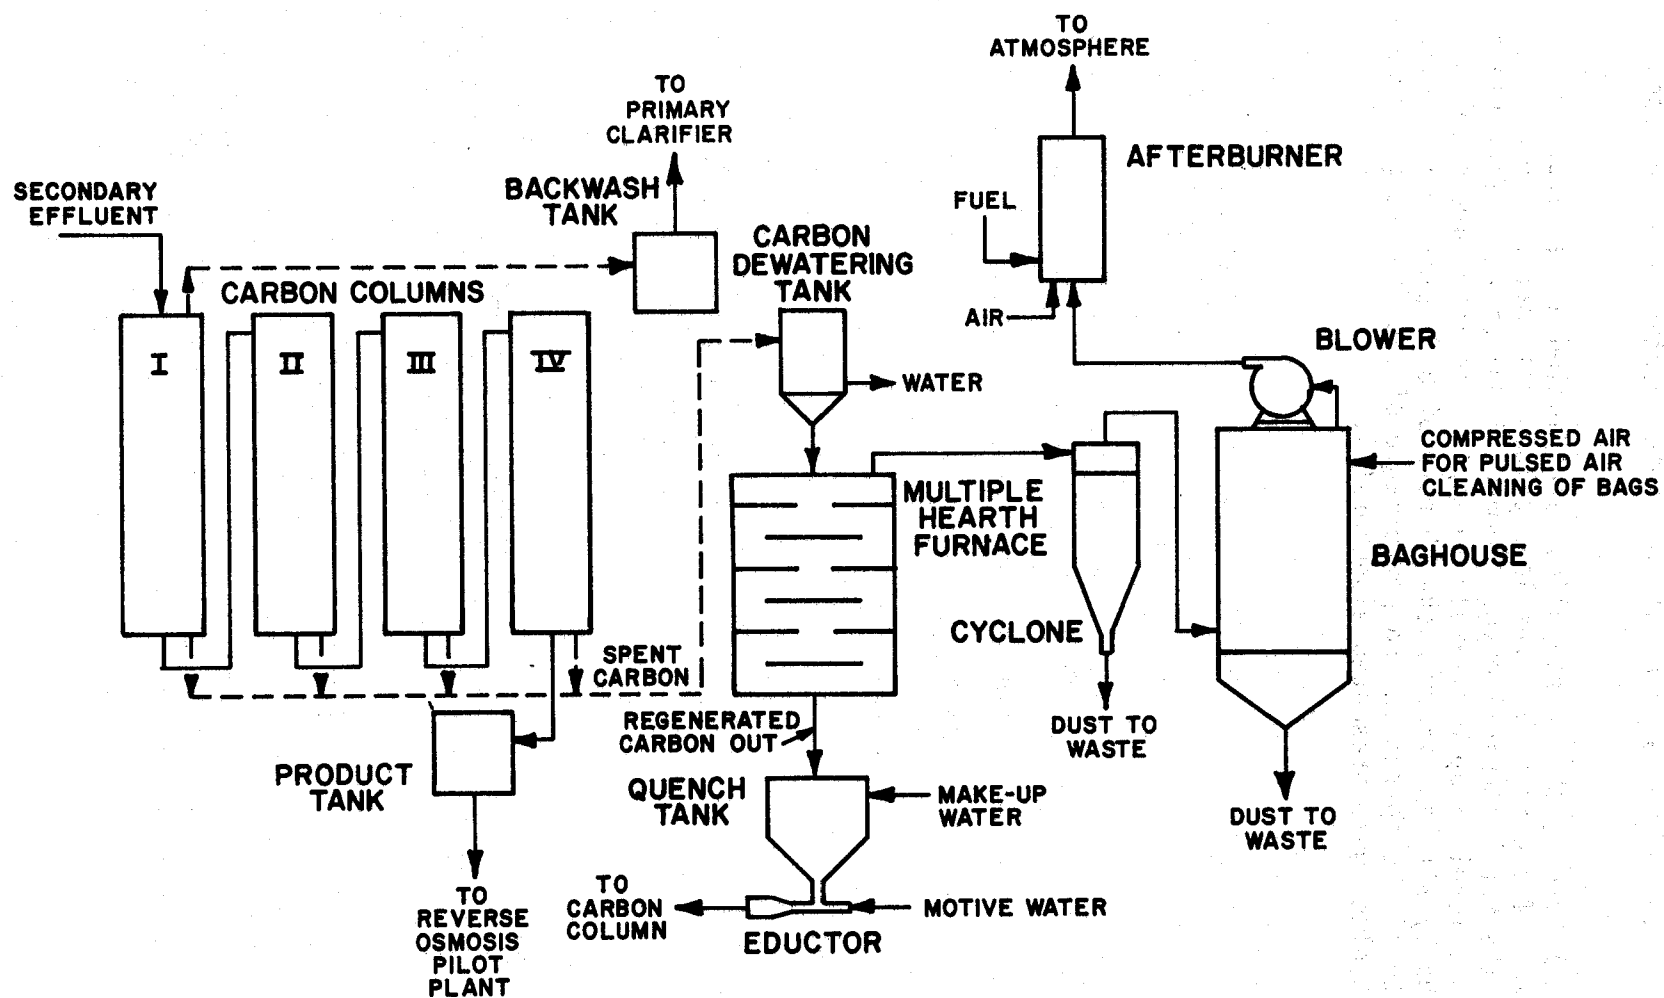 TO
ATMOSPHERE
AFTERBURNER
FUEL
AIR
TO
PRIMARY
CLARIFIER
SECONDARY
EFFLUENT
BACKWASH
TANK
CARBON
DEWATERING
TANK
CARBON COLUMNS
I
II
III
IV
WATER
BLOWER
COMPRESSED AIR
FOR PULSED AIR
CLEANING OF BAGS
MULTIPLE
HEARTH
FURNACE
BAGHOUSE
CYCLONE
SPENT
CARBON
DUST TO
WASTE
REGENERATED
CARBON OUT
PRODUCT
TANK
QUENCH
TANK
MAKE-UP
WATER
DUST TO
WASTE
TO
REVERSE
OSMOSIS
PILOT
PLANT
TO
CARBON
COLUMN
MOTIVE WATER
EDUCTOR